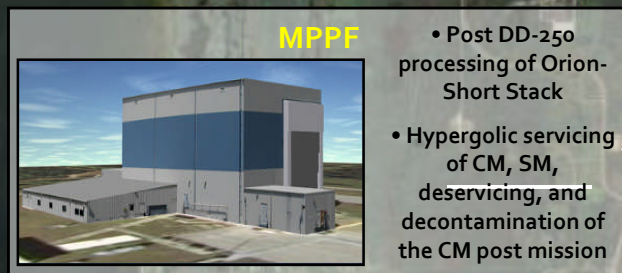 MPPF
• Post DD-250
processing of Orion-
Short Stack
• Hypergolic servicing
of CM, SM,
deservicing, and
decontamination of
the CM post mission